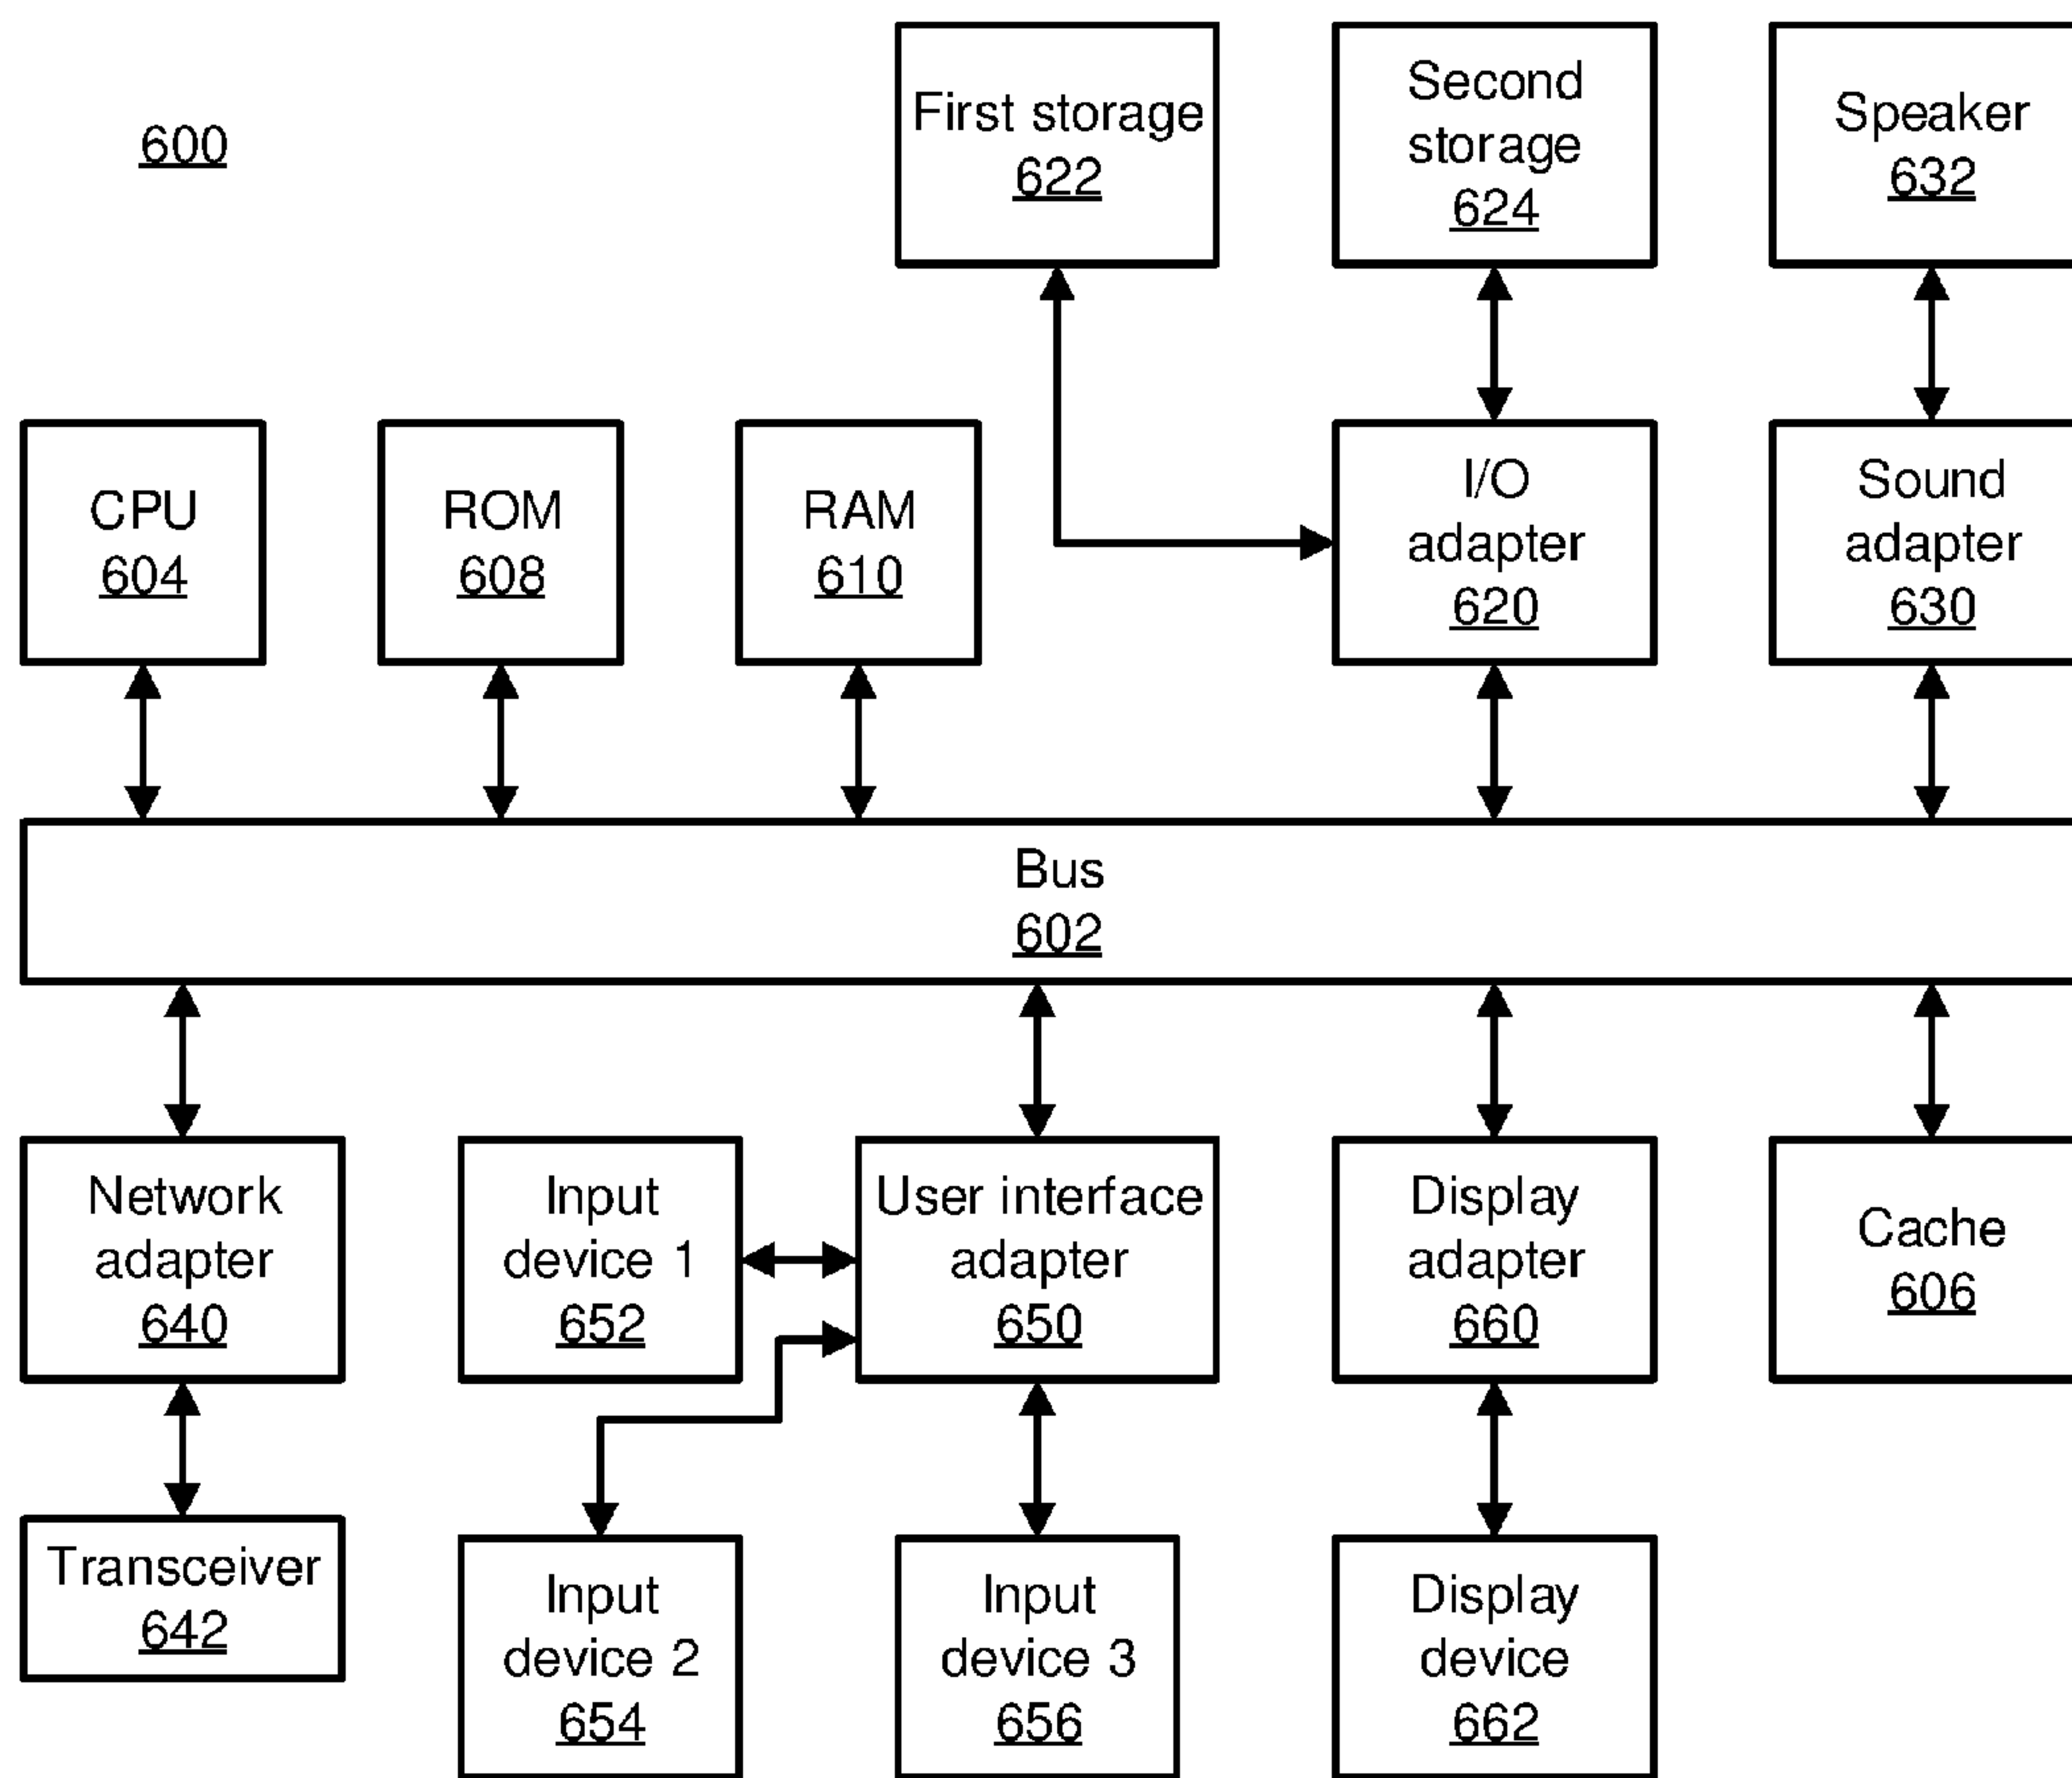 600
First storage
622
Second
storage
624
Speaker
632
CPU
604
ROM
608
RAM
610
I/O
adapter
620
Sound
adapter
630
Bus
602
Network
adapter
640
Input
device 1
652
User interface
adapter
650
Display
adapter
660
Cache
606
Transceiver
642
Input
device 2
654
Input
device 3
656
Display
device
662